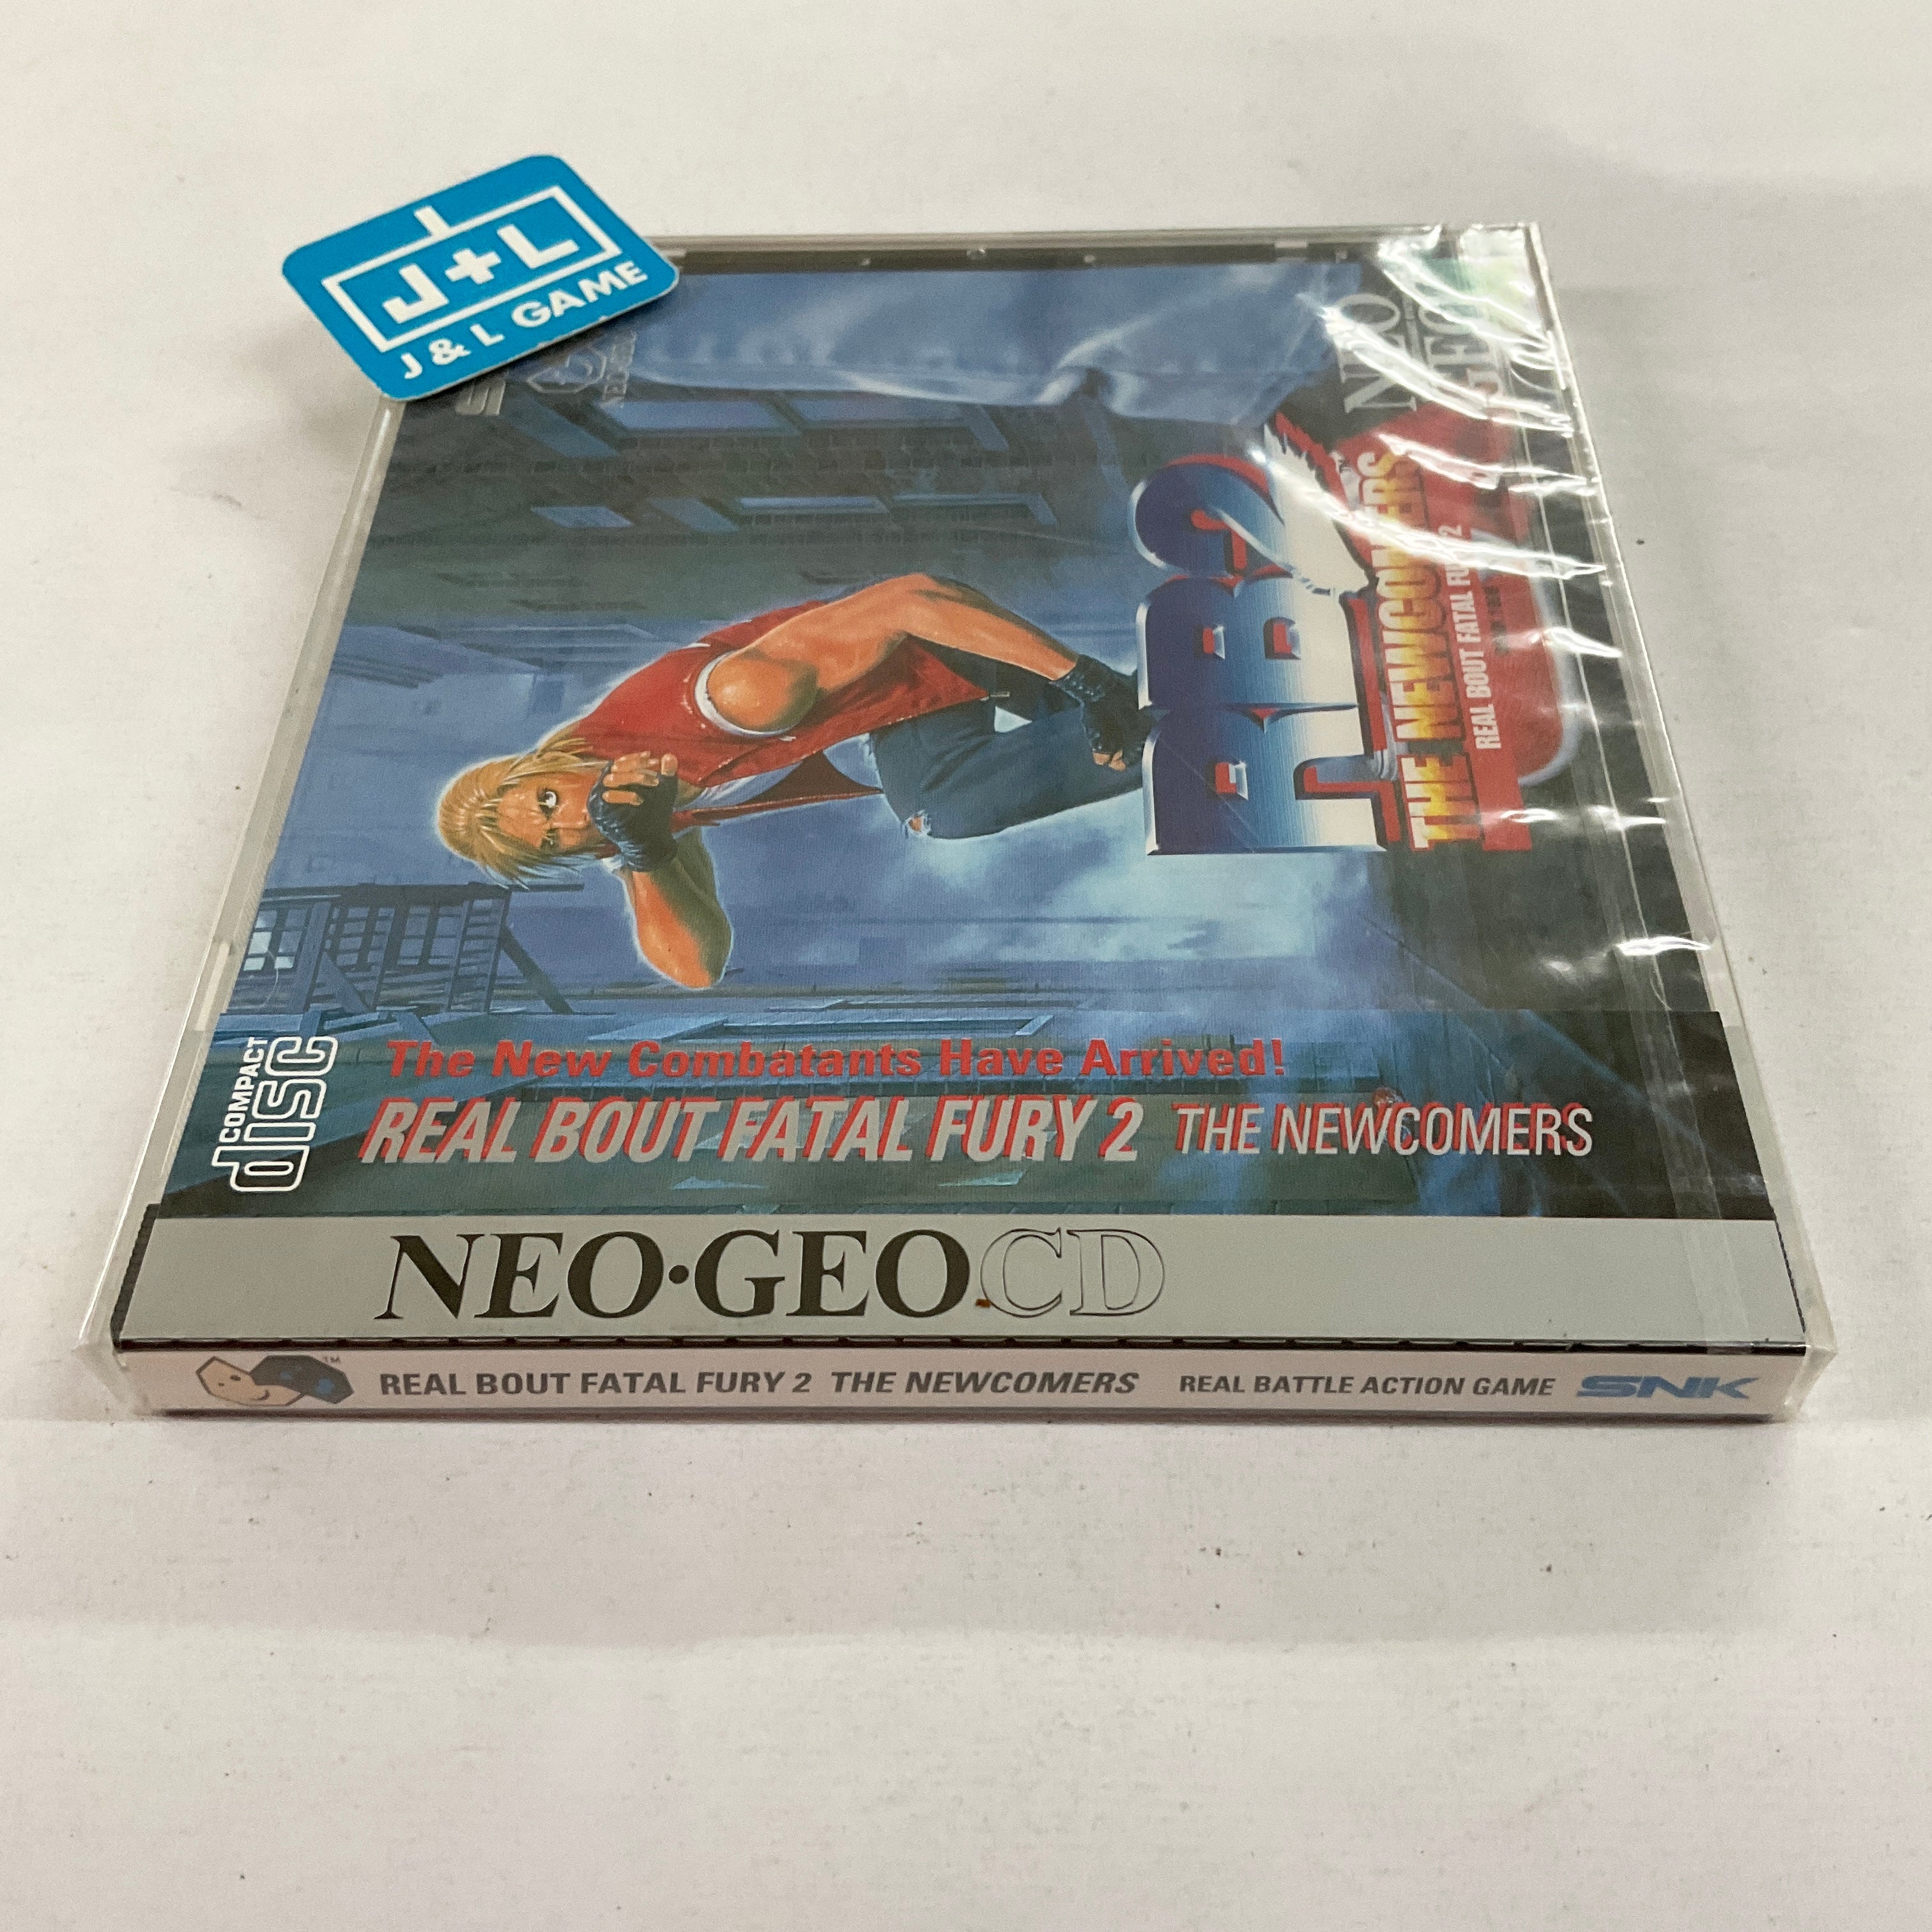 J+L
J & L GAME
NEO
GEO
RB2
THE NEWCOMERS
REAL BOUT FATAL FURY 2
COMPACT
disc
The New Combatants Have Arrived!
REAL BOUT FATAL FURY 2 THE NEWCOMERS
NEO•GEO CD
REAL BOUT FATAL FURY 2 THE NEWCOMERS REAL BATTLE ACTION GAME SNK